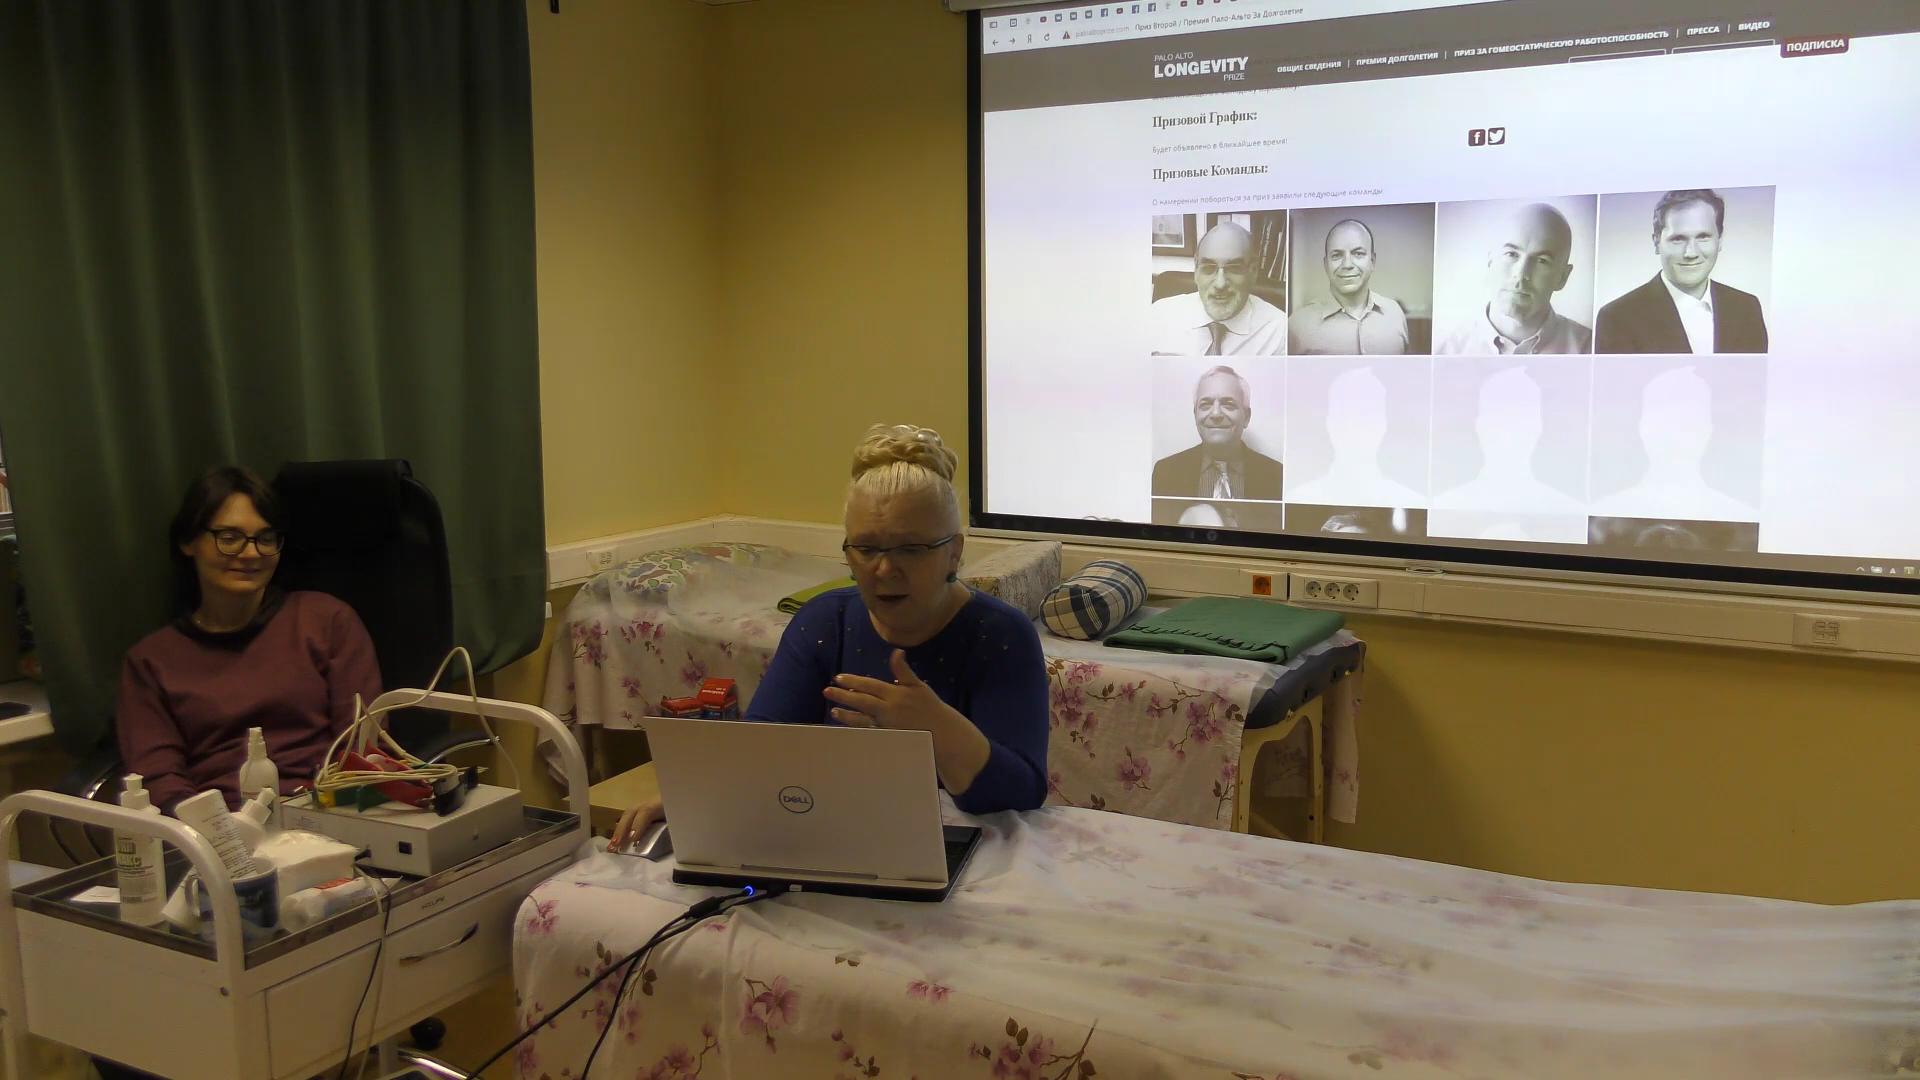 palroaltoprize.com Приз Второй / Премия Пало-Альто За Долголетие
PALO ALTO
LONGEVITY
PRIZE
ОБЩИЕ СВЕДЕНИЯ | ПРЕМИЯ ДОЛГОЛЕТИЯ | ПРИЗ ЗА ГОМЕОСТАТИЧЕСКУЮ РАБОТОСПОСОБНОСТЬ | ПРЕССА | ВИДЕО
ПОДПИСКА
Призовой График:
Будет объявлено в ближайшее время!
Призовые Команды:
О намерении побороться за приз заявили следующие команды:
DELL